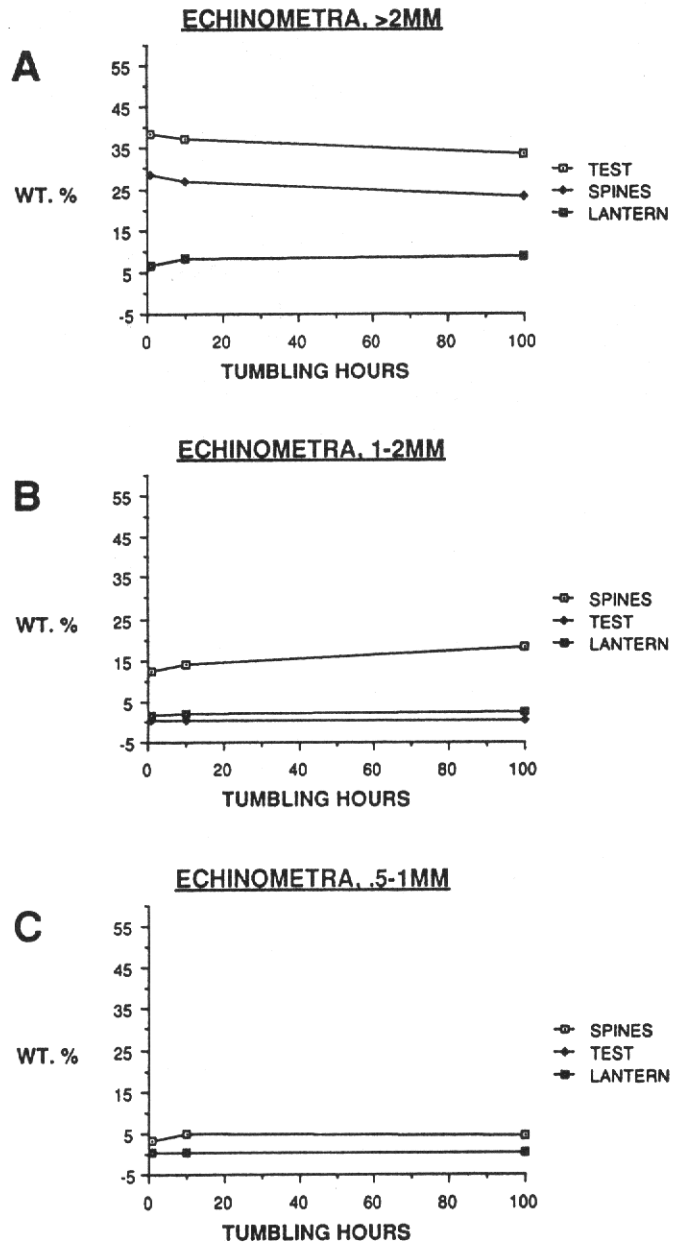 ECHINOMETRA, >2MM
A
55
45
35
25
15
5
-5
WT. %
0 20 40 60 80 100
TUMBLING HOURS
TEST
SPINES
LANTERN
ECHINOMETRA, 1-2MM
B
55
45
35
25
15
5
-5
WT. %
0 20 40 60 80 100
TUMBLING HOURS
SPINES
TEST
LANTERN
ECHINOMETRA, .5-1MM
C
55
45
35
25
15
5
-5
WT. %
0 20 40 60 80 100
TUMBLING HOURS
SPINES
TEST
LANTERN